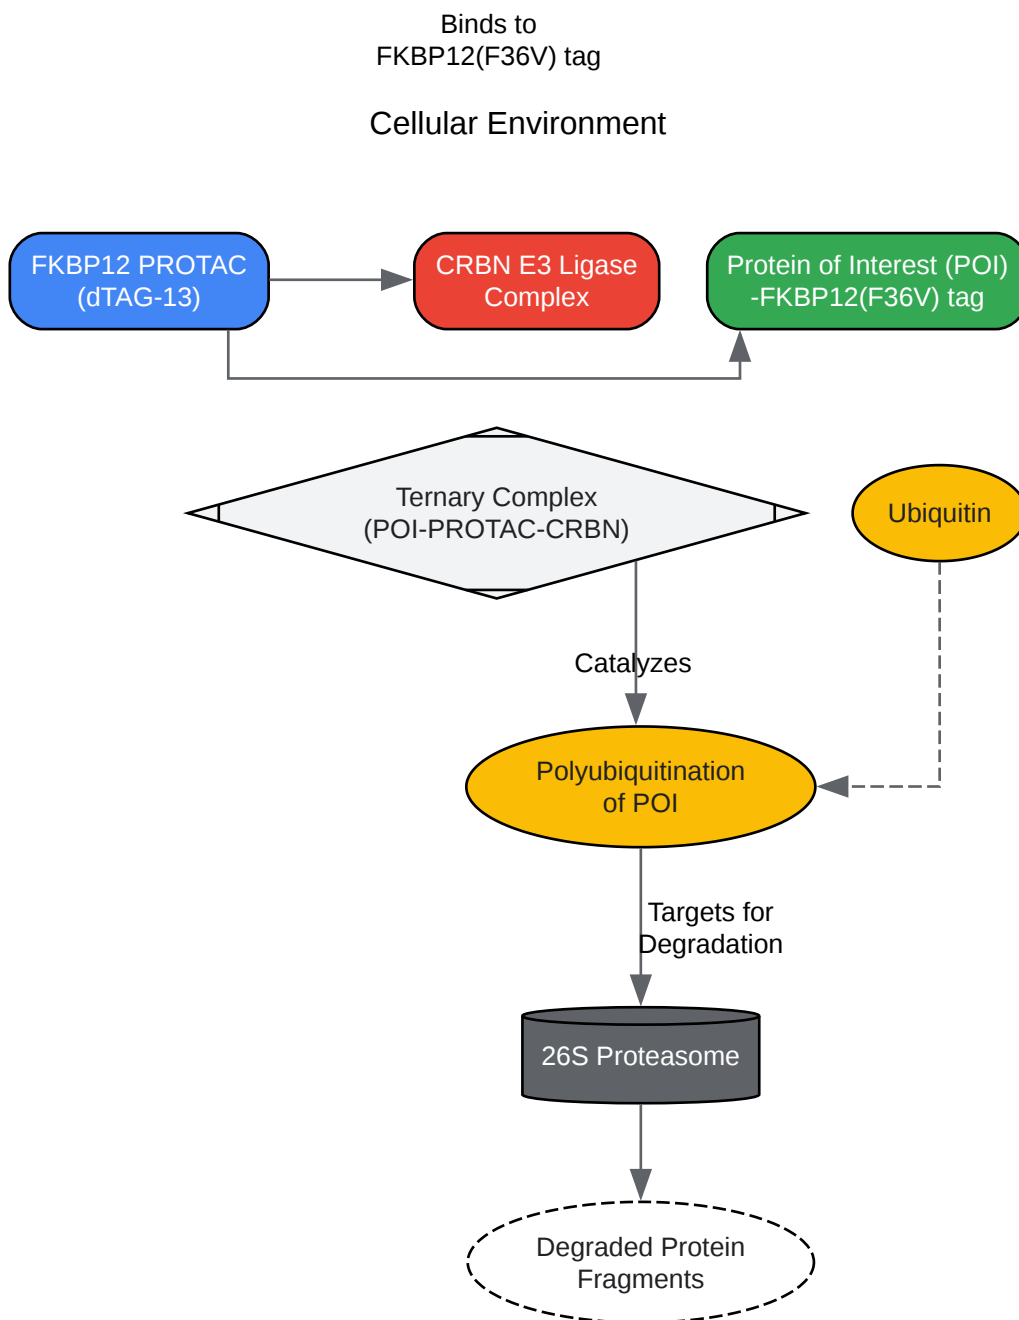 Binds to
FKBP12(F36V) tag
Cellular Environment
FKBP12 PROTAC
(dTAG-13)
CRBN E3 Ligase
Complex
Protein of Interest (POI)
-FKBP12(F36V) tag
Ternary Complex
(POI-PROTAC-CRBN)
Ubiquitin
Catalyzes
Polyubiquitination
of POI
Targets for
Degradation
26S Proteasome
Degraded Protein
Fragments